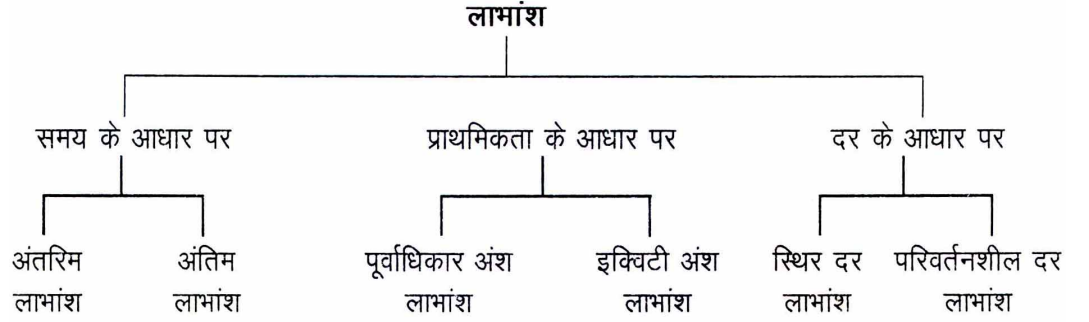 लाभांश
समय के आधार पर प्राथमिकता के आधार पर दर के आधार पर
अंतरिम अंतिम पूर्वाधिकार अंश इक्विटी अंश स्थिर दर परिवर्तनशील दर
लाभांश लाभांश लाभांश लाभांश लाभांश लाभांश